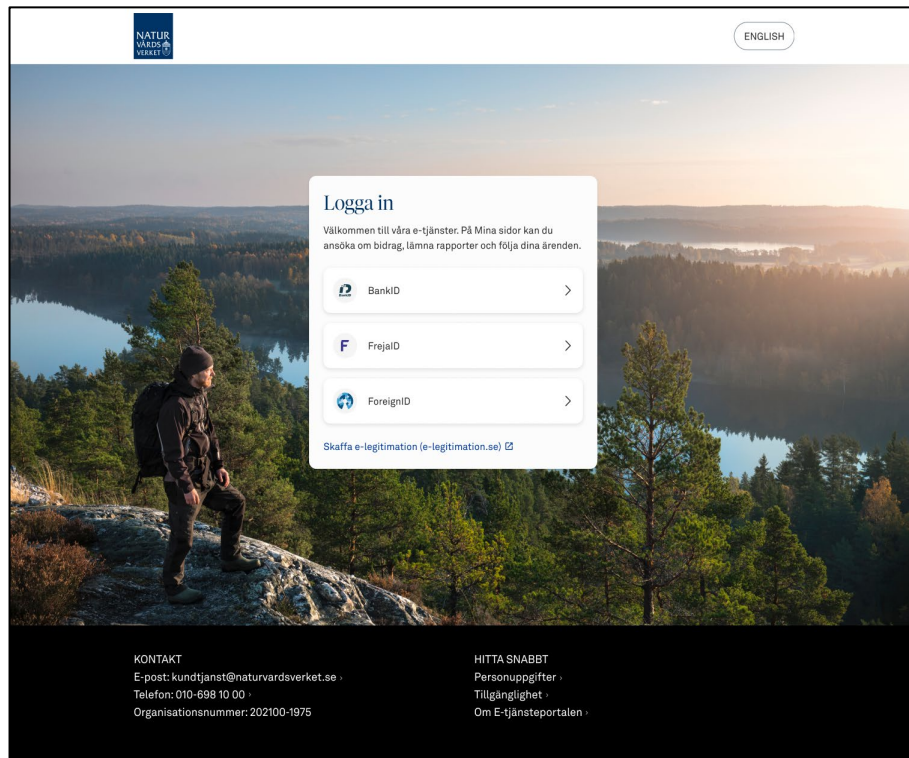 NATUR
VÅRDS
VERKET
ENGLISH
Logga in
Välkommen till våra e-tjänster. På Mina sidor kan du
ansöka om bidrag, lämna rapporter och följa dina ärenden.
BankID
BankID
F
FrejaID
ForeignID
Skaffa e-legitimation (e-legitimation.se)
KONTAKT
E-post: kundtjanst@naturvardsverket.se ›
Telefon: 010-698 10 00 ›
Organisationsnummer: 202100-1975
HITTA SNABBT
Personuppgifter ›
Tillgänglighet ›
Om E-tjänsteportalen ›